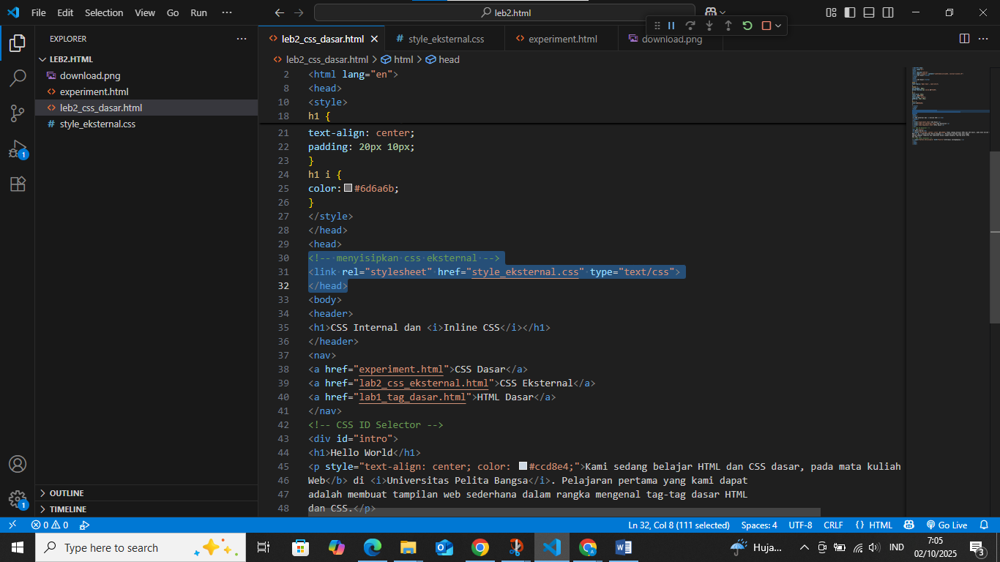 File Edit Selection View Go Run ···
leb2.html
EXPLORER ···
LEB2.HTML
download.png
experiment.html
leb2_css_dasar.html
# style_eksternal.css
OUTLINE
TIMELINE
<> leb2_css_dasar.html
# style_eksternal.css
<> experiment.html
download.png
<> leb2_css_dasar.html > html > head
2 <html lang="en">
8 <head>
10 <style>
18 h1 {
21 text-align: center;
22 padding: 20px 10px;
23 }
24 h1 i {
25 color: #6d6a6b;
26 }
27 </style>
28 </head>
29 <head>
30 <!-- menyisipkan css eksternal -->
31 <link rel="stylesheet" href="style_eksternal.css" type="text/css">
32 </head>
33 <body>
34 <header>
35 <h1>CSS Internal dan <i>Inline CSS</i></h1>
36 </header>
37 <nav>
38 <a href="experiment.html">CSS Dasar</a>
39 <a href="lab2_css_eksternal.html">CSS Eksternal</a>
40 <a href="lab1_tag_dasar.html">HTML Dasar</a>
41 </nav>
42 <!-- CSS ID Selector -->
43 <div id="intro">
44 <h1>Hello World</h1>
45 <p style="text-align: center; color: #ccd8e4;">Kami sedang belajar HTML dan CSS dasar, pada mata kuliah
46 Web</b> di <i>Universitas Pelita Bangsa</i>. Pelajaran pertama yang kami dapat
47 adalah membuat tampilan web sederhana dalam rangka mengenal tag-tag dasar HTML
48 dan CSS.</p>
0 0
Ln 32, Col 8 (111 selected) Spaces: 4 UTF-8 CRLF {} HTML Go Live
Type here to search
Huja...
IND
7:05
02/10/2025
3
1
1